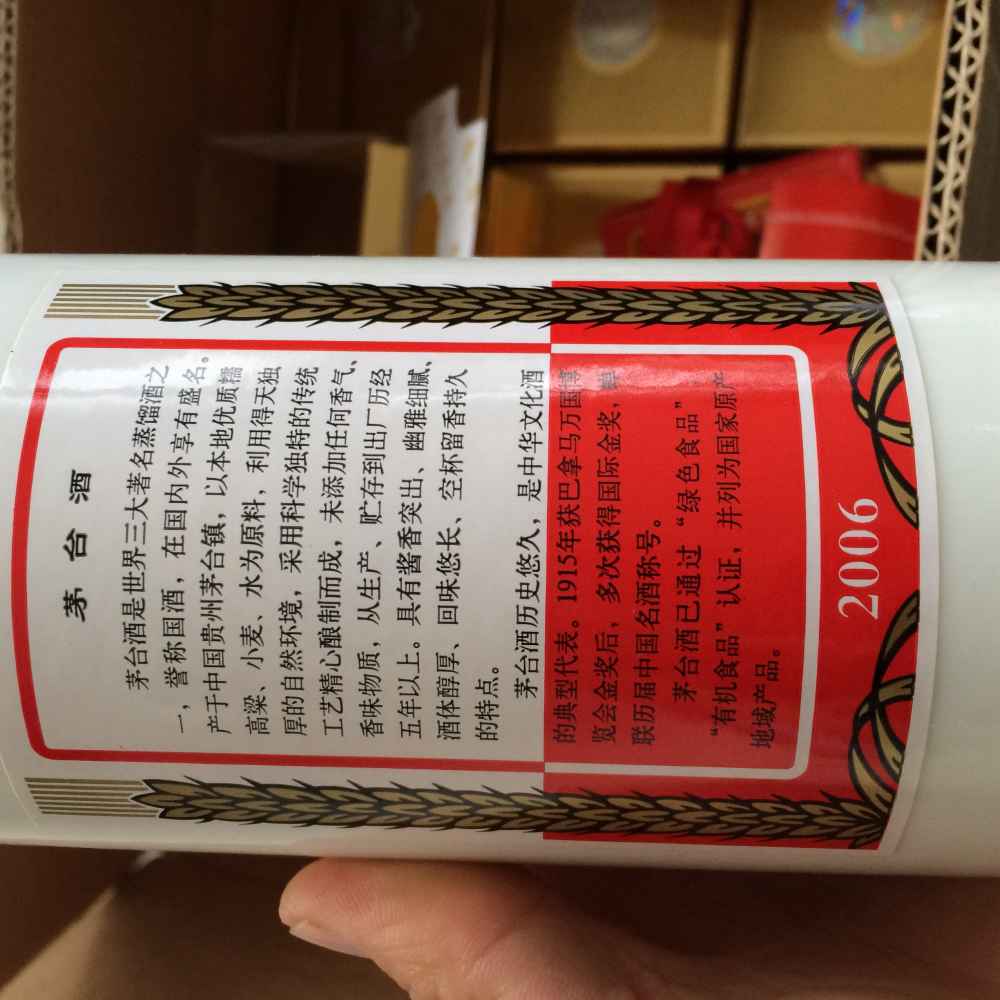 茅台酒
茅台酒是世界三大著名蒸馏酒之
一，誉称国酒，在国内外享有盛名。
产于中国贵州茅台镇，以本地优质糯
高粱、小麦、水为原料，利用得天独
厚的自然环境，采用科学独特的传统
工艺精心酿制而成，未添加任何香气、
香味物质，从生产、贮存到出厂历经
五年以上。具有酱香突出、幽雅细腻、
酒体醇厚、回味悠长、空杯留香持久
的特点。
茅台酒历史悠久，是中华文化酒
的典型代表。1915年获巴拿马万国博
览会金奖后，多次获得国际金奖，蝉
联历届中国名酒称号。
茅台酒已通过“绿色食品”
“有机食品”认证，并列为国家原产
地域产品。
2006